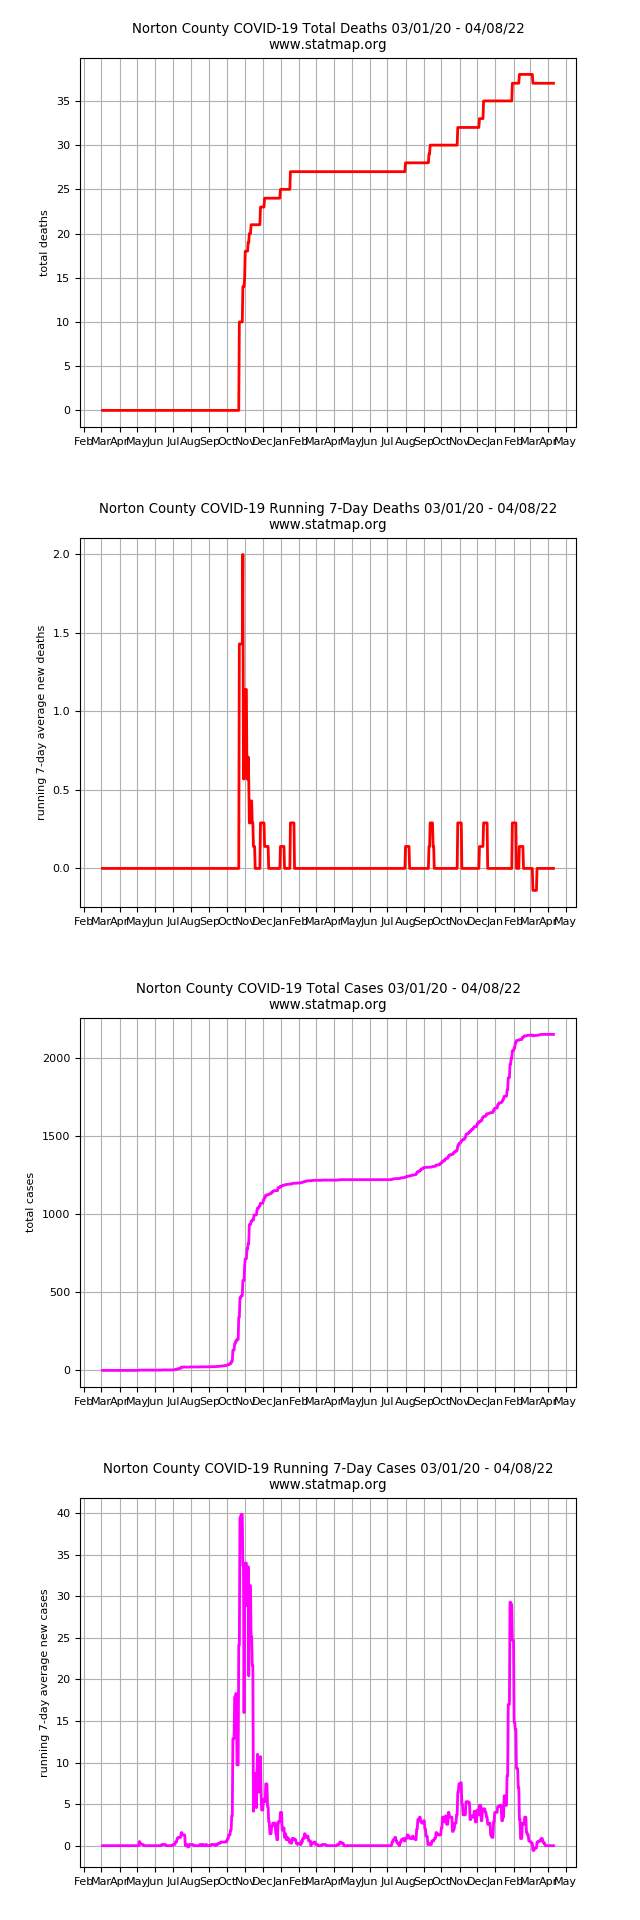 Norton County COVID-19 Total Deaths 03/01/20 - 04/08/22
www.statmap.org
35
30
25
20
15
10
5
0
total deaths
Feb Mar Apr May Jun Jul Aug Sep Oct Nov Dec Jan Feb Mar Apr May Jun Jul Aug Sep Oct Nov Dec Jan Feb Mar Apr May
Norton County COVID-19 Running 7-Day Deaths 03/01/20 - 04/08/22
www.statmap.org
2.0
1.5
1.0
0.5
0.0
running 7-day average new deaths
Feb Mar Apr May Jun Jul Aug Sep Oct Nov Dec Jan Feb Mar Apr May Jun Jul Aug Sep Oct Nov Dec Jan Feb Mar Apr May
Norton County COVID-19 Total Cases 03/01/20 - 04/08/22
www.statmap.org
2000
1500
1000
500
0
total cases
Feb Mar Apr May Jun Jul Aug Sep Oct Nov Dec Jan Feb Mar Apr May Jun Jul Aug Sep Oct Nov Dec Jan Feb Mar Apr May
Norton County COVID-19 Running 7-Day Cases 03/01/20 - 04/08/22
www.statmap.org
40
35
30
25
20
15
10
5
0
running 7-day average new cases
Feb Mar Apr May Jun Jul Aug Sep Oct Nov Dec Jan Feb Mar Apr May Jun Jul Aug Sep Oct Nov Dec Jan Feb Mar Apr May